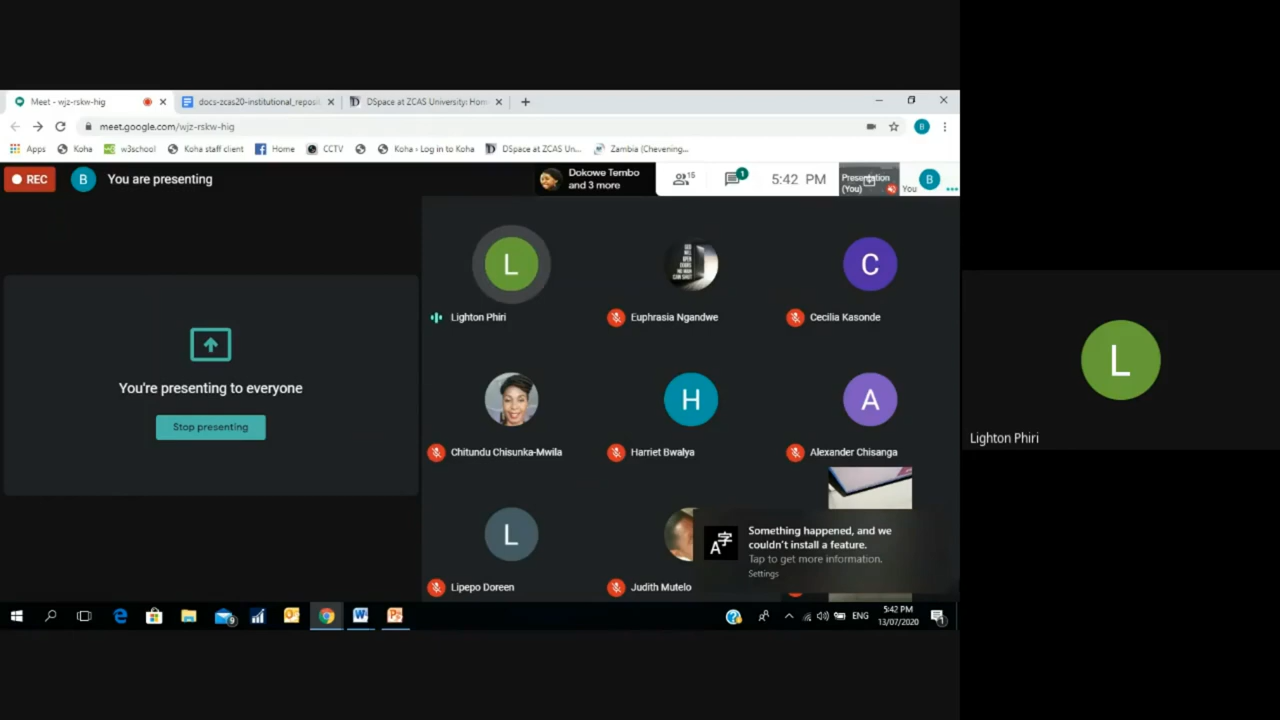 Meet - wjz-rskw-hig
docs-zcas20-institutional_reposit
DSpace at ZCAS University: Hom
meet.google.com/wjz-rskw-hig
B
Apps
Koha
w3school
Koha staff client
Home
CCTV
Koha › Log in to Koha
DSpace at ZCAS Un...
Zambia (Chevening...
REC
B
You are presenting
Dokowe Tembo
and 3 more
15
1
5:42 PM
Presentation
(You)
You
B
L
Lighton Phiri
Euphrasia Ngandwe
C
Cecilia Kasonde
You're presenting to everyone
Stop presenting
Chitundu Chisunka-Mwila
H
Harriet Bwalya
A
Alexander Chisanga
L
Lipepo Doreen
Judith Mutelo
Something happened, and we
couldn't install a feature.
Tap to get more information.
Settings
ENG
5:42 PM
13/07/2020
L
Lighton Phiri